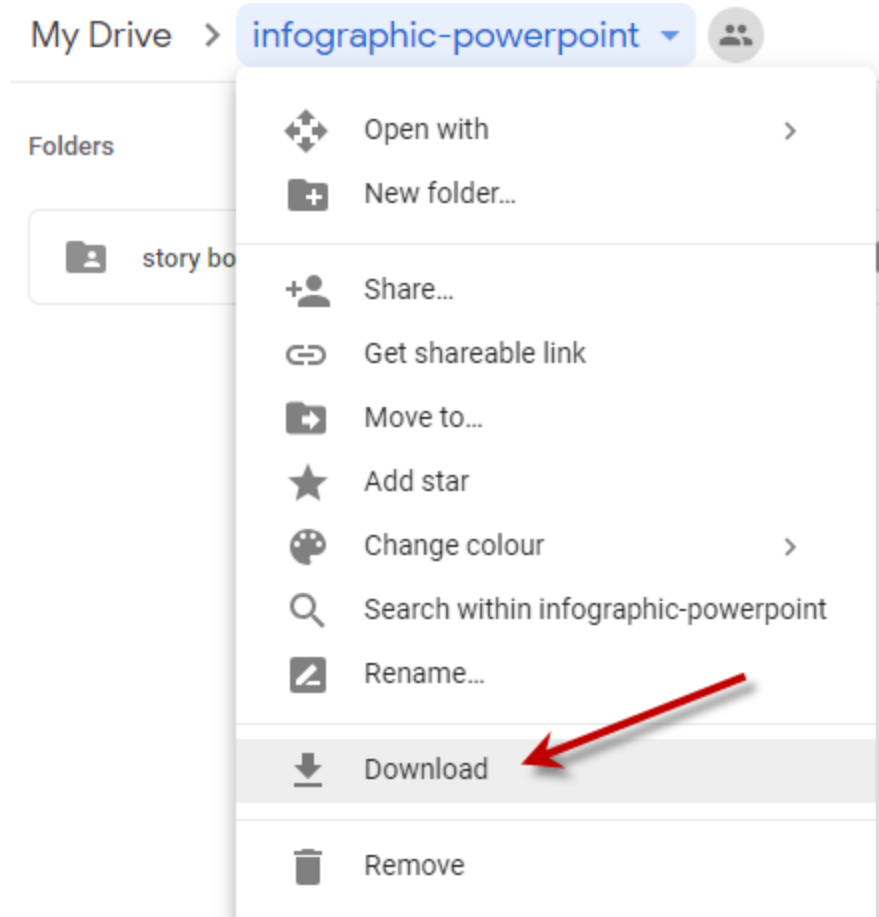 My Drive > infographic-powerpoint
Folders
story bo
Open with
New folder...
Share...
Get shareable link
Move to...
Add star
Change colour
Search within infographic-powerpoint
Rename...
Download
Remove